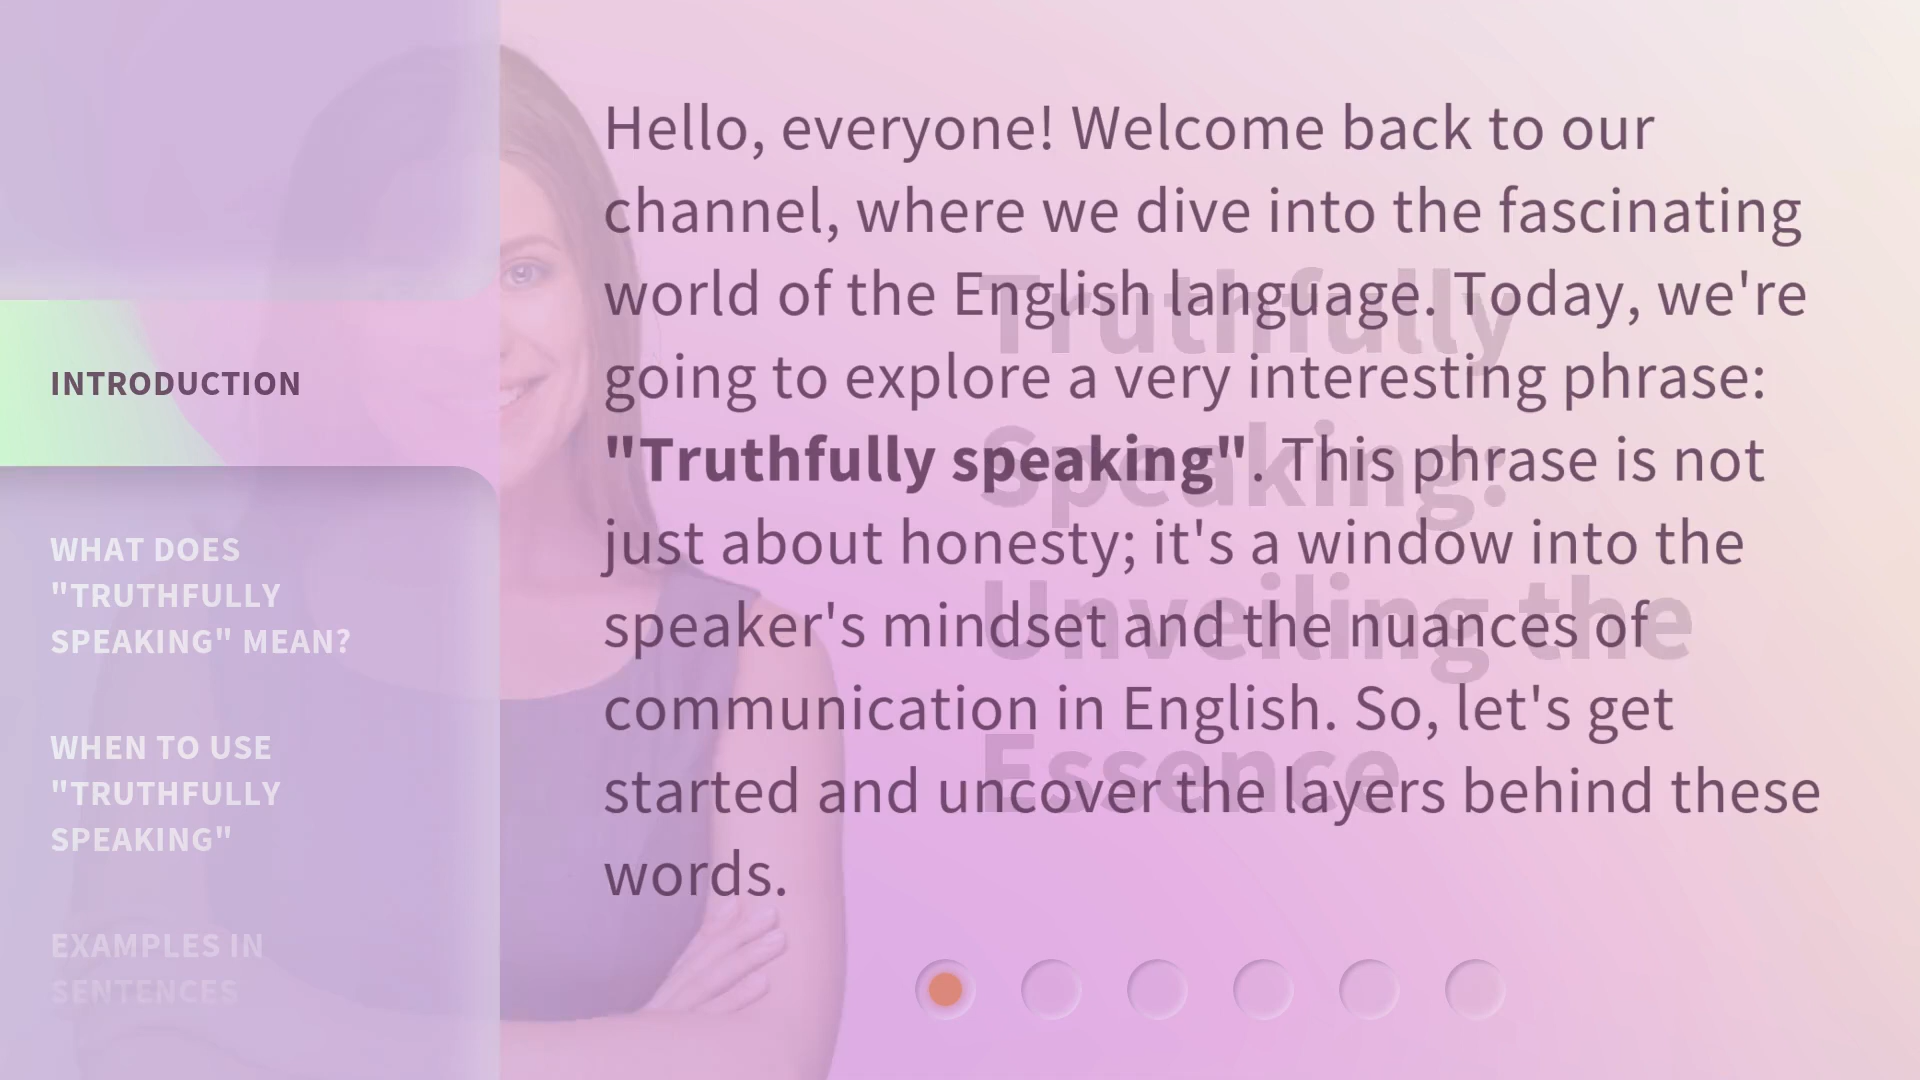 INTRODUCTION
WHAT DOES
"TRUTHFULLY
SPEAKING" MEAN?
WHEN TO USE
"TRUTHFULLY
SPEAKING"
EXAMPLES IN
SENTENCES
Hello, everyone! Welcome back to our
channel, where we dive into the fascinating
world of the English language. Today, we're
going to explore a very interesting phrase:
"Truthfully speaking". This phrase is not
just about honesty; it's a window into the
speaker's mindset and the nuances of
communication in English. So, let's get
started and uncover the layers behind these
words.
Truthfully
Speaking:
Unveiling the
Essence